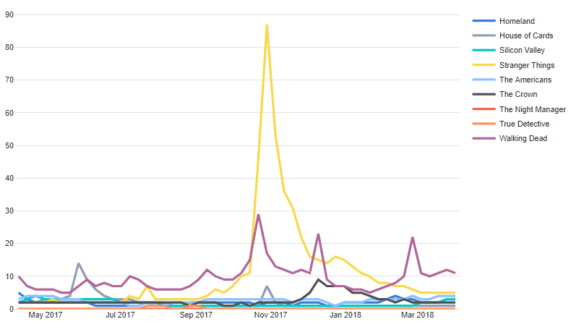 90
80
70
60
50
40
30
20
10
0
May 2017 Jul 2017 Sep 2017 Nov 2017 Jan 2018 Mar 2018
Homeland
House of Cards
Silicon Valley
Stranger Things
The Americans
The Crown
The Night Manager
True Detective
Walking Dead